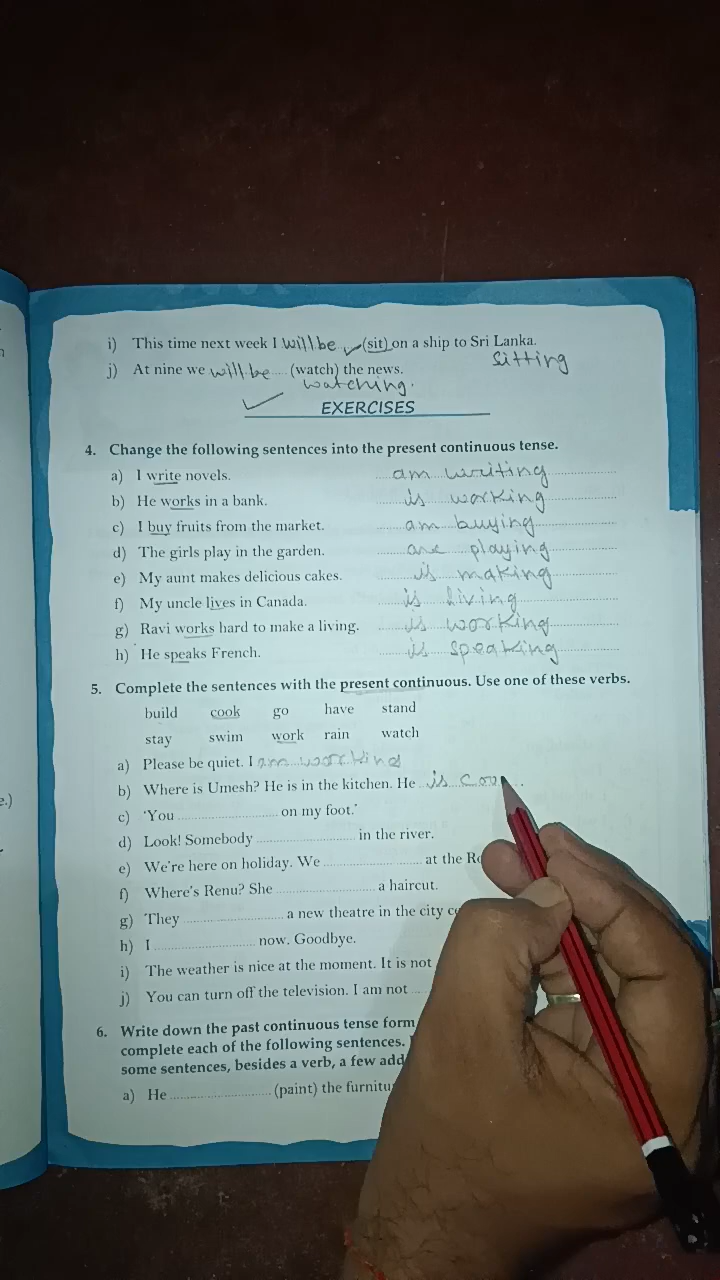 i) This time next week I will be (sit) on a ship to Sri Lanka.
sitting
j) At nine we will be (watch) the news.
watching.
EXERCISES
4. Change the following sentences into the present continuous tense.
a) I write novels. am writing
b) He works in a bank. is working
c) I buy fruits from the market. am buying
d) The girls play in the garden. are playing
e) My aunt makes delicious cakes. is making
f) My uncle lives in Canada. is living
g) Ravi works hard to make a living. is working
h) He speaks French. is speaking
5. Complete the sentences with the present continuous. Use one of these verbs.
build cook go have stand
stay swim work rain watch
a) Please be quiet. I am working
b) Where is Umesh? He is in the kitchen. He is coo
c) 'You .......... on my foot.'
d) Look! Somebody .......... in the river.
e) We're here on holiday. We .......... at the
f) Where's Renu? She .......... a haircut.
g) They .......... a new theatre in the city
h) I .......... now. Goodbye.
i) The weather is nice at the moment. It is not
j) You can turn off the television. I am not
6. Write down the past continuous tense form
complete each of the following sentences.
some sentences, besides a verb, a few
a) He .......... (paint) the
e.)